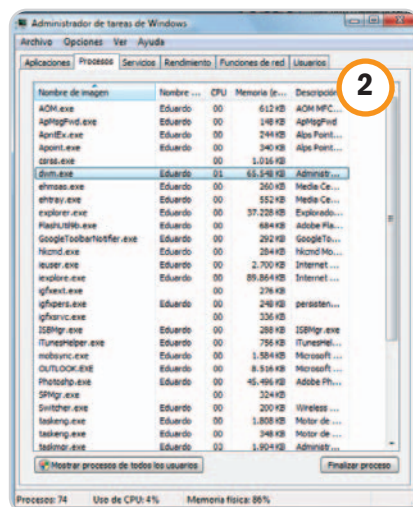 Administrador de tareas de Windows
Archivo Opciones Ver Ayuda
Aplicaciones Procesos Servicios Rendimiento Funciones de red Usuarios
2
Nombre de imagen Nombre ... CPU Memoria (e... Descripción
AOM.exe Eduardo 00 612 KB AOM MFC...
ApMsgFwd.exe Eduardo 00 148 KB ApMsgFwd
ApntEx.exe Eduardo 00 244 KB Alps Point...
Apoint.exe Eduardo 00 340 KB Alps Point...
csrss.exe 00 1.016 KB
dwm.exe Eduardo 01 65.548 KB Administr...
ehmsas.exe Eduardo 00 260 KB Media Ce...
ehtray.exe Eduardo 00 552 KB Media Ce...
explorer.exe Eduardo 00 37.228 KB Explorado...
FlashUtil9b.exe Eduardo 00 684 KB Adobe Fla...
GoogleToolbarNotifier.exe Eduardo 00 292 KB GoogleTo...
hkcmd.exe Eduardo 00 284 KB hkcmd Mo...
ieuser.exe Eduardo 00 2.700 KB Internet ...
iexplore.exe Eduardo 00 89.864 KB Internet ...
igfxext.exe 00 276 KB
igfxpers.exe Eduardo 00 248 KB persisten...
igfxsrvc.exe 00 336 KB
ISBMgr.exe Eduardo 00 288 KB ISBMgr.exe
iTunesHelper.exe Eduardo 00 756 KB iTunesHel...
mobsync.exe Eduardo 00 1.584 KB Microsoft ...
OUTLOOK.EXE Eduardo 00 8.516 KB Microsoft ...
Photoshp.exe Eduardo 00 45.496 KB Adobe Ph...
SPMgr.exe 00 324 KB
Switcher.exe Eduardo 00 200 KB Wireless ...
taskeng.exe Eduardo 00 1.808 KB Motor de ...
taskeng.exe Eduardo 00 348 KB Motor de ...
taskmgr.exe Eduardo 03 1.904 KB Administr...
Mostrar procesos de todos los usuarios Finalizar proceso
Procesos: 74 Uso de CPU: 4% Memoria física: 86%